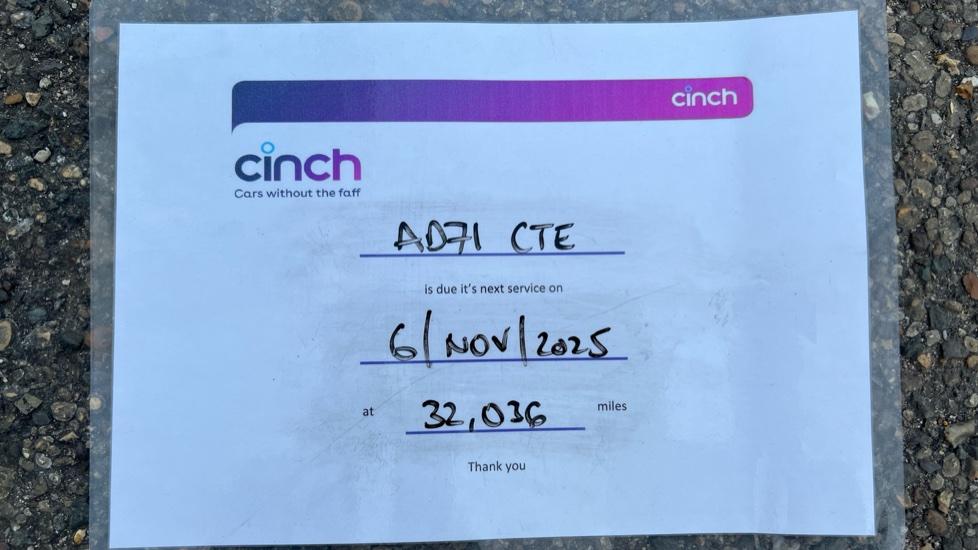 cinch
cinch
Cars without the faff
AD71 CTE
is due it's next service on
6/NOV/2025
at 32,036 miles
Thank you